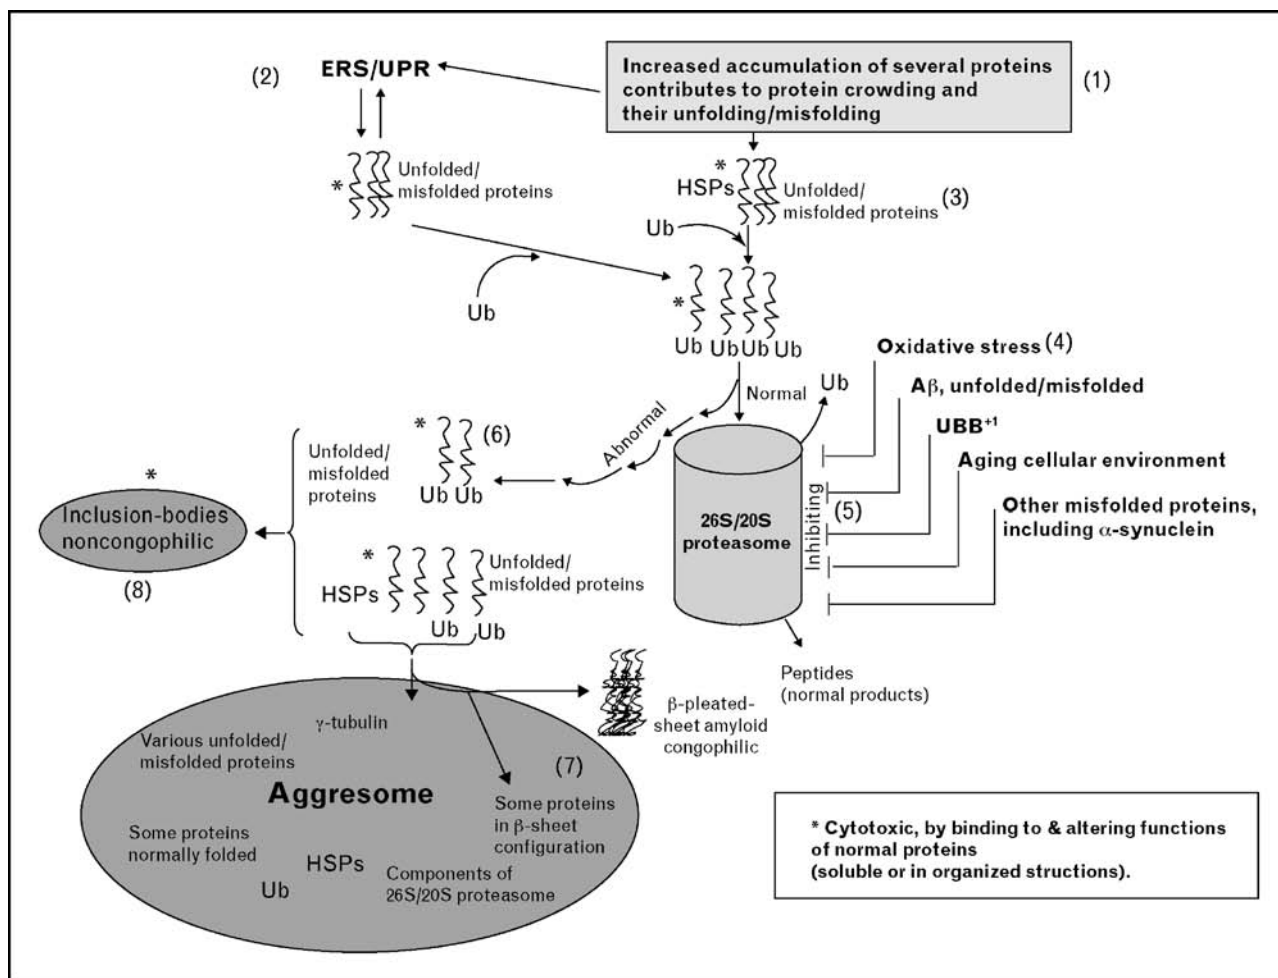 (2)
ERS/UPR
Increased accumulation of several proteins
contributes to protein crowding and
their unfolding/misfolding
(1)
*
Unfolded/
misfolded proteins
*
HSPs
Unfolded/
misfolded proteins
(3)
Ub
Ub
*
Ub Ub Ub Ub
Normal
Ub
Abnormal
Oxidative stress (4)
Aβ, unfolded/misfolded
UBB+1
Aging cellular environment
Other misfolded proteins,
including α-synuclein
26S/20S
proteasome
Inhibiting
(5)
Peptides
(normal products)
*
(6)
Unfolded/
misfolded
proteins
Ub Ub
*
Inclusion-bodies
noncongophilic
(8)
*
HSPs
Unfolded/
misfolded proteins
Ub
Ub
β-pleated-
sheet amyloid
congophilic
γ-tubulin
Various unfolded/
misfolded proteins
(7)
Aggresome
Some proteins
in β-sheet
configuration
Some proteins
normally folded
HSPs
Ub
Components of
26S/20S proteasome
* Cytotoxic, by binding to & altering functions
of normal proteins
(soluble or in organized structions).